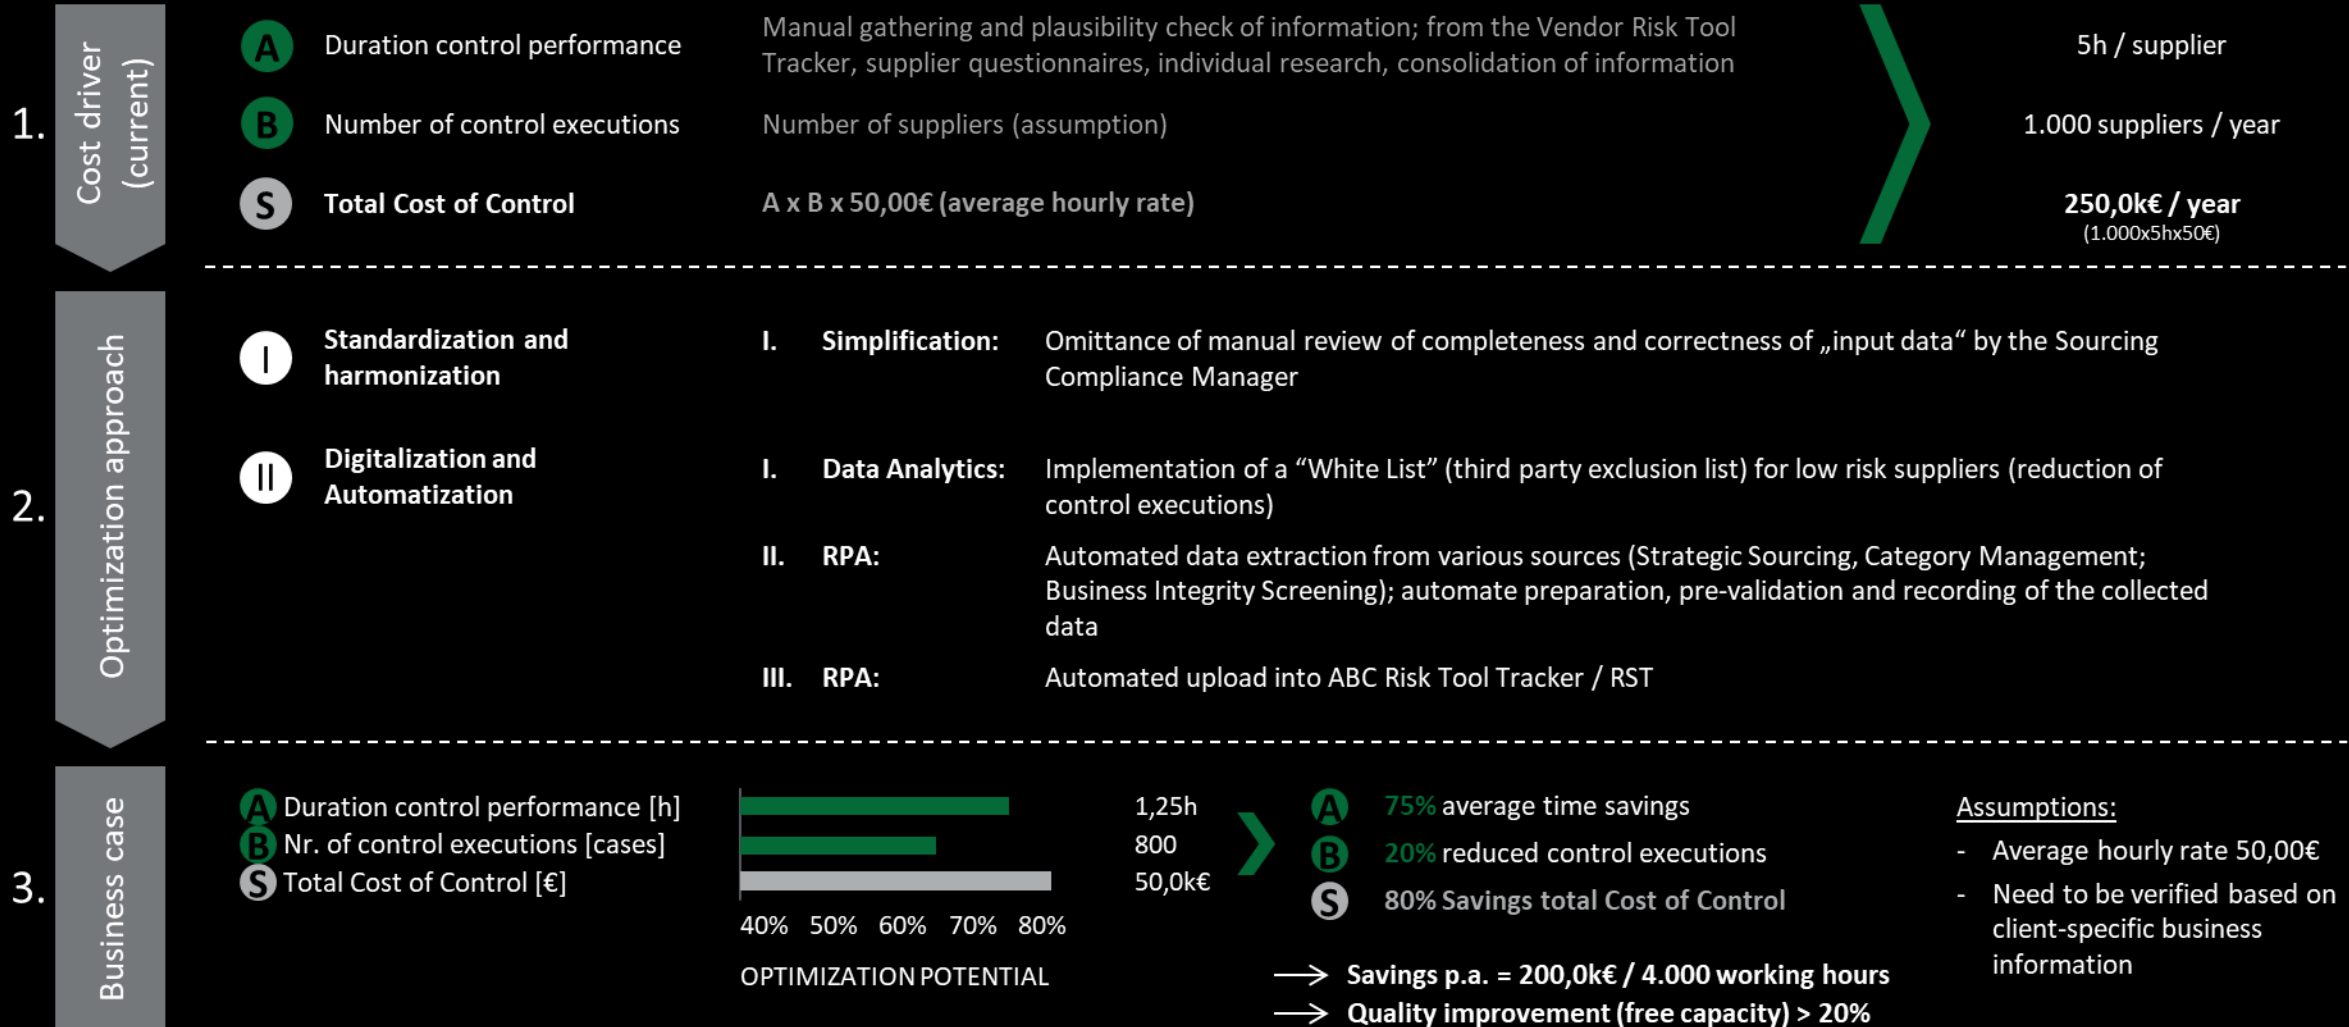 1.
Cost driver
(current)
A
Duration control performance
Manual gathering and plausibility check of information; from the Vendor Risk Tool
Tracker, supplier questionnaires, individual research, consolidation of information
5h / supplier
B
Number of control executions
Number of suppliers (assumption)
1.000 suppliers / year
S
Total Cost of Control
A x B x 50,00€ (average hourly rate)
250,0k€ / year
(1.000x5hx50€)
2.
Optimization approach
I
Standardization and
harmonization
I. Simplification:
Omittance of manual review of completeness and correctness of „input data“ by the Sourcing
Compliance Manager
II
Digitalization and
Automatization
I. Data Analytics:
Implementation of a “White List” (third party exclusion list) for low risk suppliers (reduction of
control executions)
II. RPA:
Automated data extraction from various sources (Strategic Sourcing, Category Management;
Business Integrity Screening); automate preparation, pre-validation and recording of the collected
data
III. RPA:
Automated upload into ABC Risk Tool Tracker / RST
3.
Business case
A Duration control performance [h]
1,25h
B Nr. of control executions [cases]
800
S Total Cost of Control [€]
50,0k€
40% 50% 60% 70% 80%
OPTIMIZATION POTENTIAL
A 75% average time savings
B 20% reduced control executions
S 80% Savings total Cost of Control
→ Savings p.a. = 200,0k€ / 4.000 working hours
→ Quality improvement (free capacity) > 20%
Assumptions:
- Average hourly rate 50,00€
- Need to be verified based on
client-specific business
information